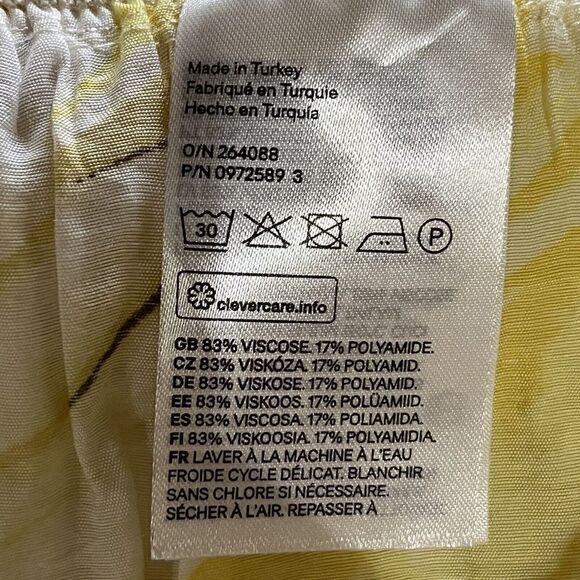 Made in Turkey
Fabriqué en Turquie
Hecho en Turquía
O/N 264088
P/N 0972589 3
30
P
clevercare.info
GB 83% VISCOSE. 17% POLYAMIDE.
CZ 83% VISKÓZA. 17% POLYAMID.
DE 83% VISKOSE. 17% POLYAMID.
EE 83% VISKOOS. 17% POLÜAMIID.
ES 83% VISCOSA. 17% POLIAMIDA.
FI 83% VISKOOSIA. 17% POLYAMIDIA.
FR LAVER À LA MACHINE À L'EAU
FROIDE CYCLE DÉLICAT. BLANCHIR
SANS CHLORE SI NÉCESSAIRE.
SÉCHER À L'AIR. REPASSER À